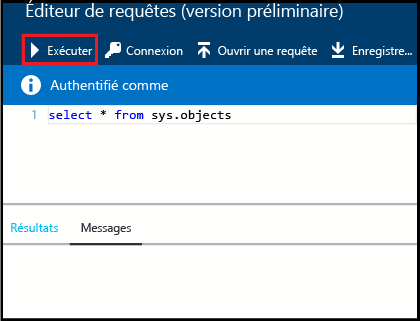 Éditeur de requêtes (version préliminaire)
Exécuter Connexion Ouvrir une requête Enregistre...
Authentifié comme
1 select * from sys.objects
Résultats Messages